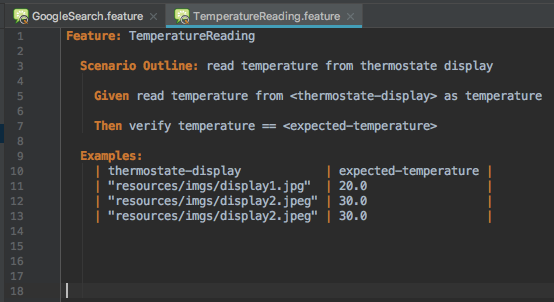 GoogleSearch.feature × TemperatureReading.feature ×
1 Feature: TemperatureReading
2
3 Scenario Outline: read temperature from thermostate display
4
5 Given read temperature from <thermostate-display> as temperature
6
7 Then verify temperature == <expected-temperature>
8
9 Examples:
10 | thermostate-display | expected-temperature |
11 | "resources/imgs/display1.jpg" | 20.0 |
12 | "resources/imgs/display2.jpeg" | 30.0 |
13 | "resources/imgs/display2.jpeg" | 30.0 |
14
15
16
17
18